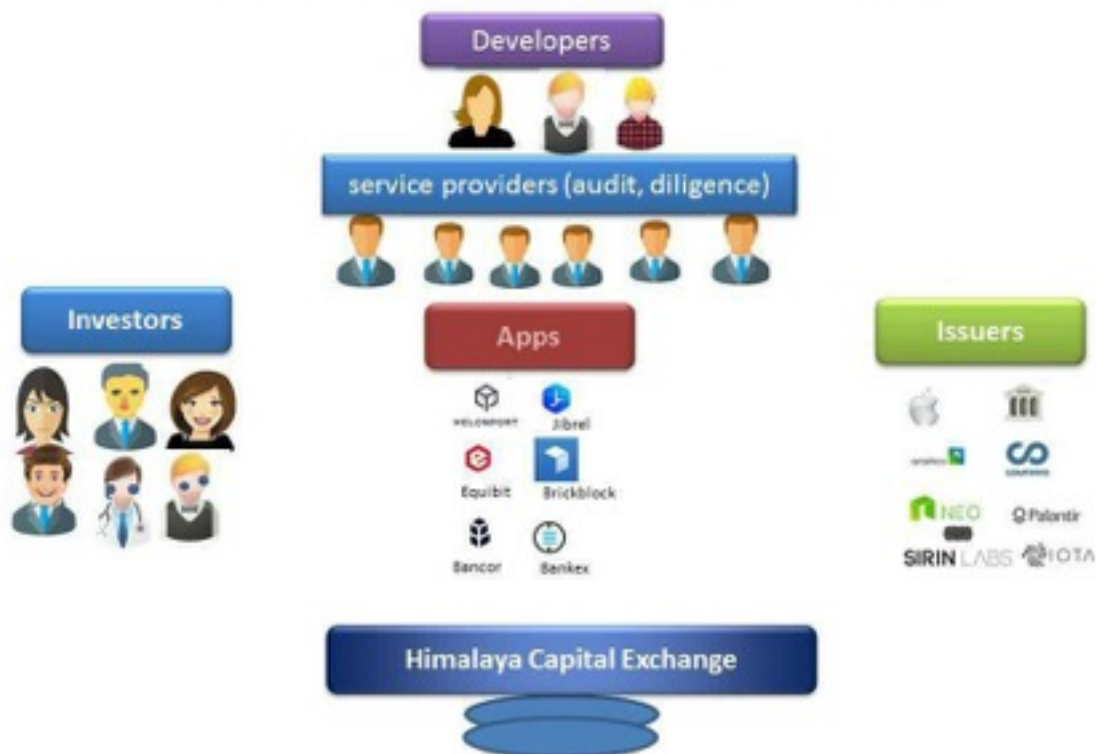 Developers
service providers (audit, diligence)
Investors
Apps
Issuers
MELONPORT
Jibrel
Equibit
Brickblock
NEO
Palantir
SIRIN LABS
IOTA
Bancor
Bankex
Himalaya Capital Exchange